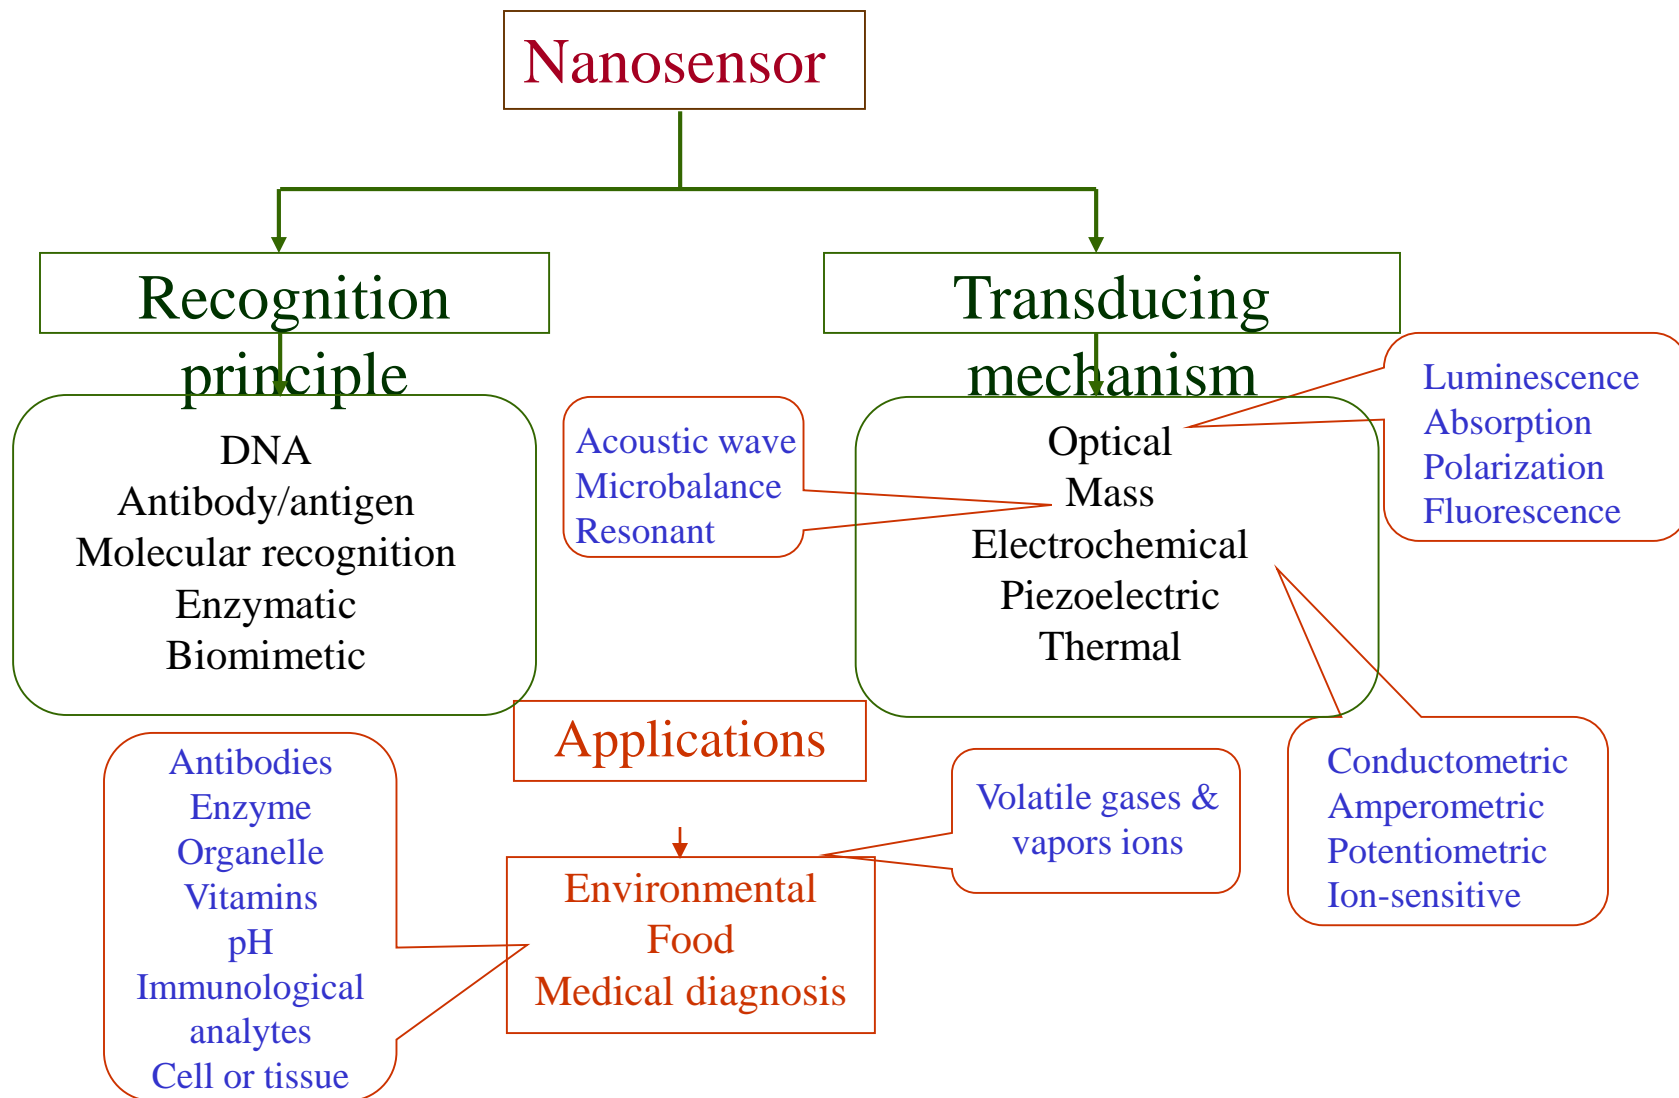 Nanosensor
Recognition
principle
Transducing
mechanism
DNA
Antibody/antigen
Molecular recognition
Enzymatic
Biomimetic
Acoustic wave
Microbalance
Resonant
Optical
Mass
Electrochemical
Piezoelectric
Thermal
Luminescence
Absorption
Polarization
Fluorescence
Applications
Antibodies
Enzyme
Organelle
Vitamins
pH
Immunological
analytes
Cell or tissue
Environmental
Food
Medical diagnosis
Volatile gases &
vapors ions
Conductometric
Amperometric
Potentiometric
Ion-sensitive